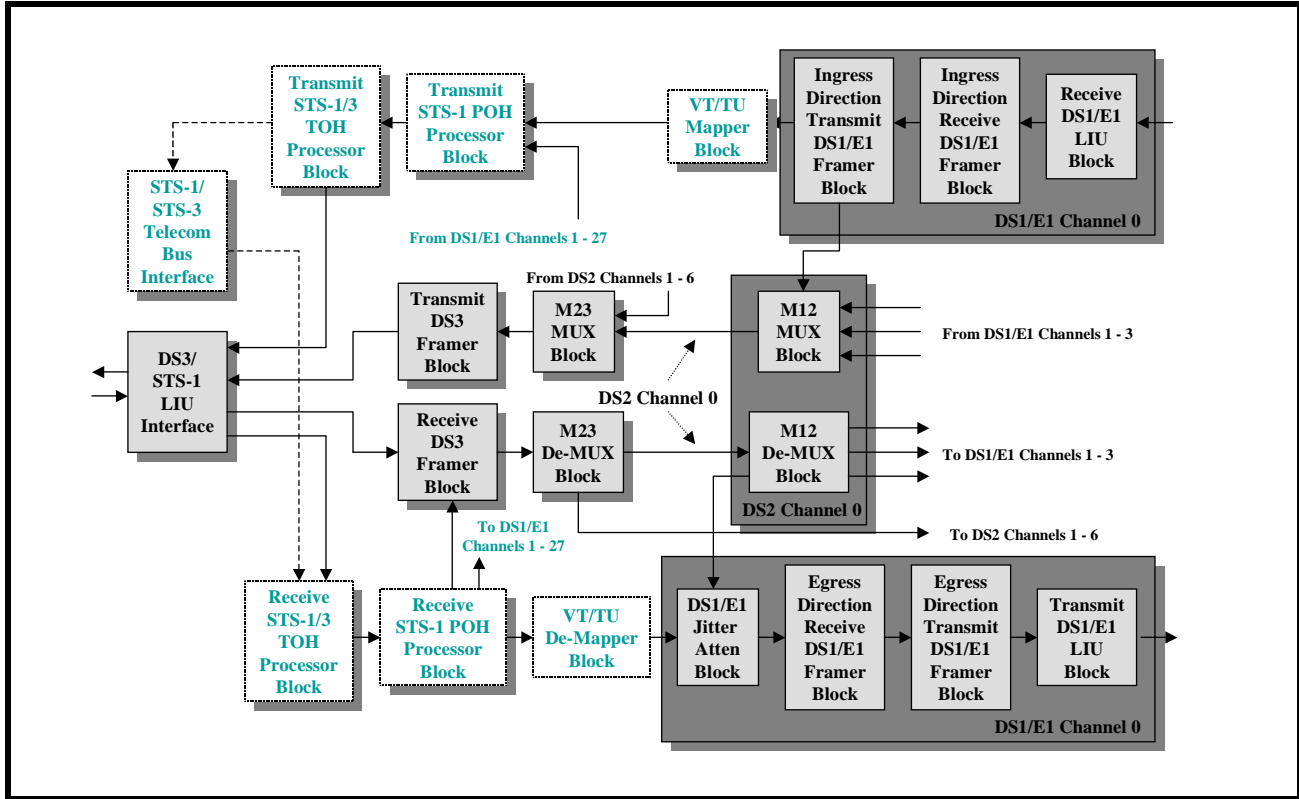 Transmit
STS-1/3
TOH
Processor
Block
Transmit
STS-1 POH
Processor
Block
VT/TU
Mapper
Block
Ingress
Direction
Transmit
DS1/E1
Framer
Block
Ingress
Direction
Receive
DS1/E1
Framer
Block
Receive
DS1/E1
LIU
Block
DS1/E1 Channel 0
STS-1/
STS-3
Telecom
Bus
Interface
From DS1/E1 Channels 1 - 27
From DS2 Channels 1 - 6
Transmit
DS3
Framer
Block
M23
MUX
Block
M12
MUX
Block
From DS1/E1 Channels 1 - 3
DS3/
STS-1
LIU
Interface
DS2 Channel 0
Receive
DS3
Framer
Block
M23
De-MUX
Block
M12
De-MUX
Block
To DS1/E1 Channels 1 - 3
DS2 Channel 0
To DS1/E1
Channels 1 - 27
To DS2 Channels 1 - 6
Receive
STS-1/3
TOH
Processor
Block
Receive
STS-1 POH
Processor
Block
VT/TU
De-Mapper
Block
DS1/E1
Jitter
Atten
Block
Egress
Direction
Receive
DS1/E1
Framer
Block
Egress
Direction
Transmit
DS1/E1
Framer
Block
Transmit
DS1/E1
LIU
Block
DS1/E1 Channel 0